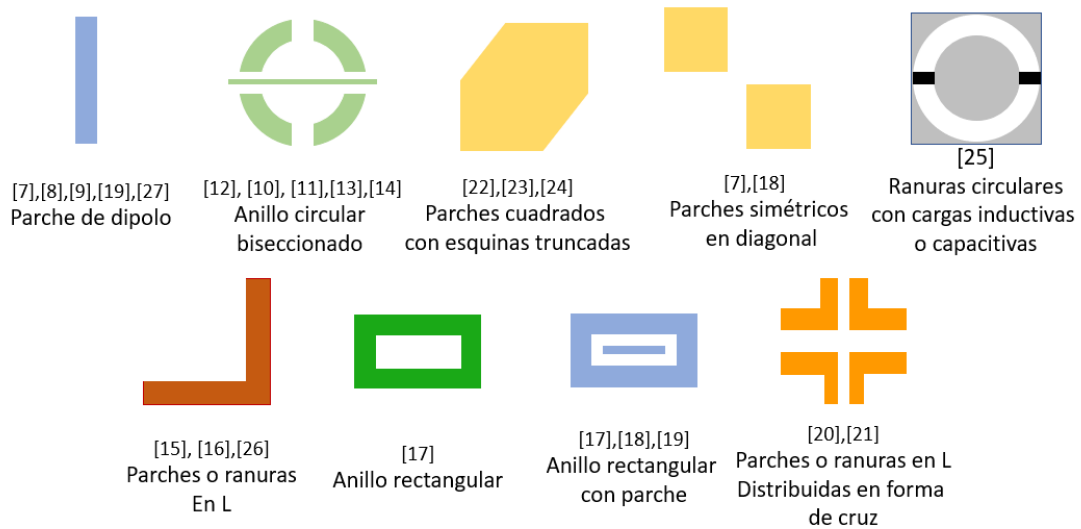 [7],[8],[9],[19],[27]
Parche de dipolo
[12], [10], [11],[13],[14]
Anillo circular
biseccionado
[22],[23],[24]
Parches cuadrados
con esquinas truncadas
[7],[18]
Parches simétricos
en diagonal
[25]
Ranuras circulares
con cargas inductivas
o capacitivas
[15], [16],[26]
Parches o ranuras
En L
[17]
Anillo rectangular
[17],[18],[19]
Anillo rectangular
con parche
[20],[21]
Parches o ranuras en L
Distribuidas en forma
de cruz